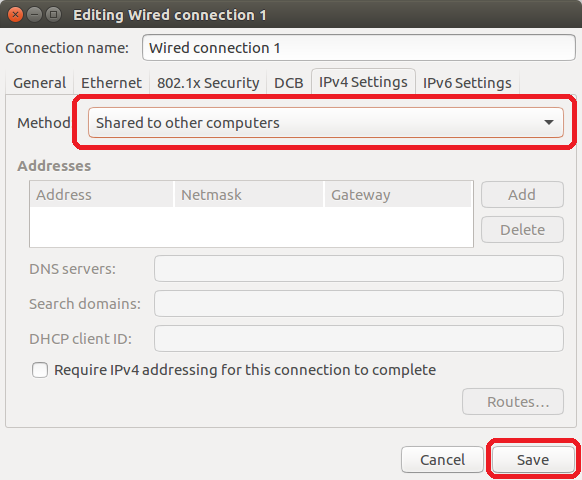 Editing Wired connection 1
Connection name: Wired connection 1
General Ethernet 802.1x Security DCB IPv4 Settings IPv6 Settings
Method Shared to other computers
Addresses
Address Netmask Gateway Add
Delete
DNS servers:
Search domains:
DHCP client ID:
Require IPv4 addressing for this connection to complete
Routes...
Cancel Save